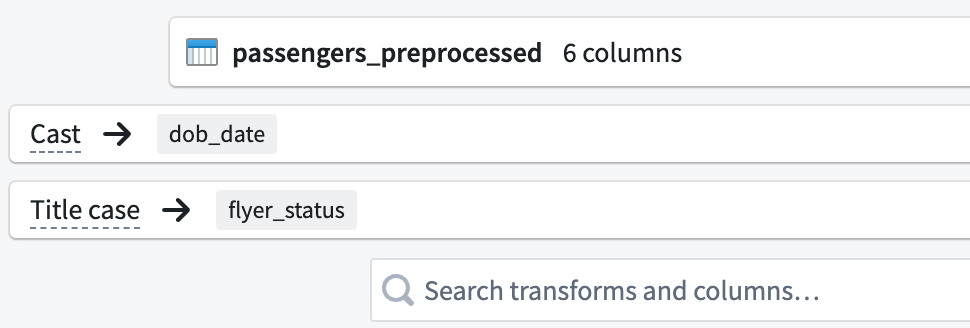 passengers_preprocessed 6 columns
Cast → dob_date
Title case → flyer_status
Search transforms and columns...